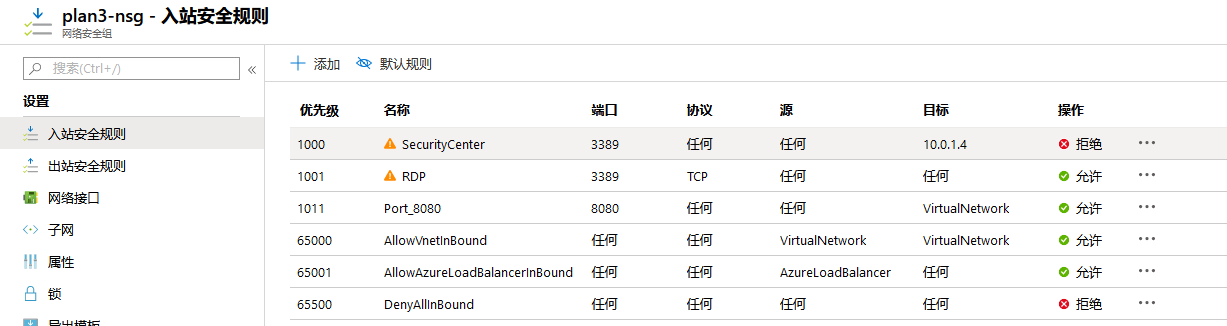 plan3-nsg - 入站安全规则
网络安全组
搜索(Ctrl+/)
«
添加
默认规则
设置
入站安全规则
出站安全规则
网络接口
子网
属性
锁
导出模板
优先级 名称 端口 协议 源 目标 操作
1000 SecurityCenter 3389 任何 任何 10.0.1.4 拒绝 ...
1001 RDP 3389 TCP 任何 任何 允许 ...
1011 Port_8080 8080 任何 任何 VirtualNetwork 允许 ...
65000 AllowVnetInBound 任何 任何 VirtualNetwork VirtualNetwork 允许 ...
65001 AllowAzureLoadBalancerInBound 任何 任何 AzureLoadBalancer 任何 允许 ...
65500 DenyAllInBound 任何 任何 任何 任何 拒绝 ...